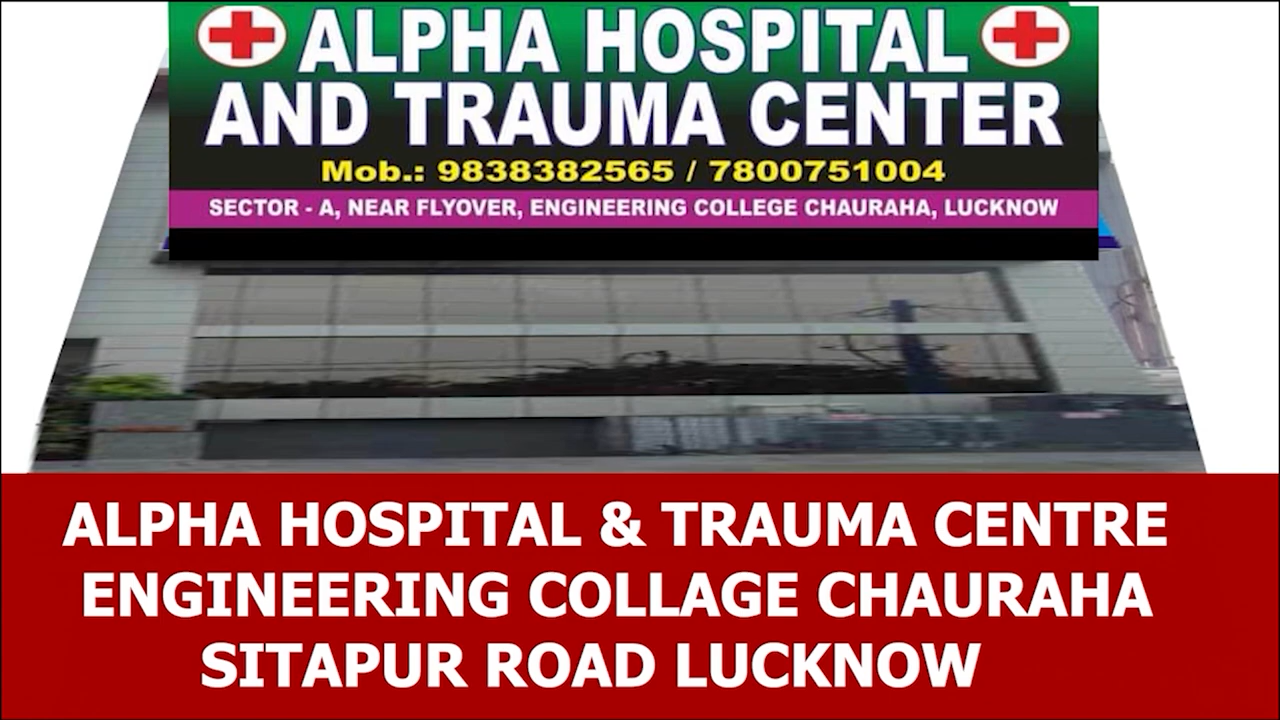 ALPHA HOSPITAL
AND TRAUMA CENTER
Mob.: 9838382565 / 7800751004
SECTOR - A, NEAR FLYOVER, ENGINEERING COLLEGE CHAURAHA, LUCKNOW
ALPHA HOSPITAL & TRAUMA CENTRE
ENGINEERING COLLAGE CHAURAHA
SITAPUR ROAD LUCKNOW